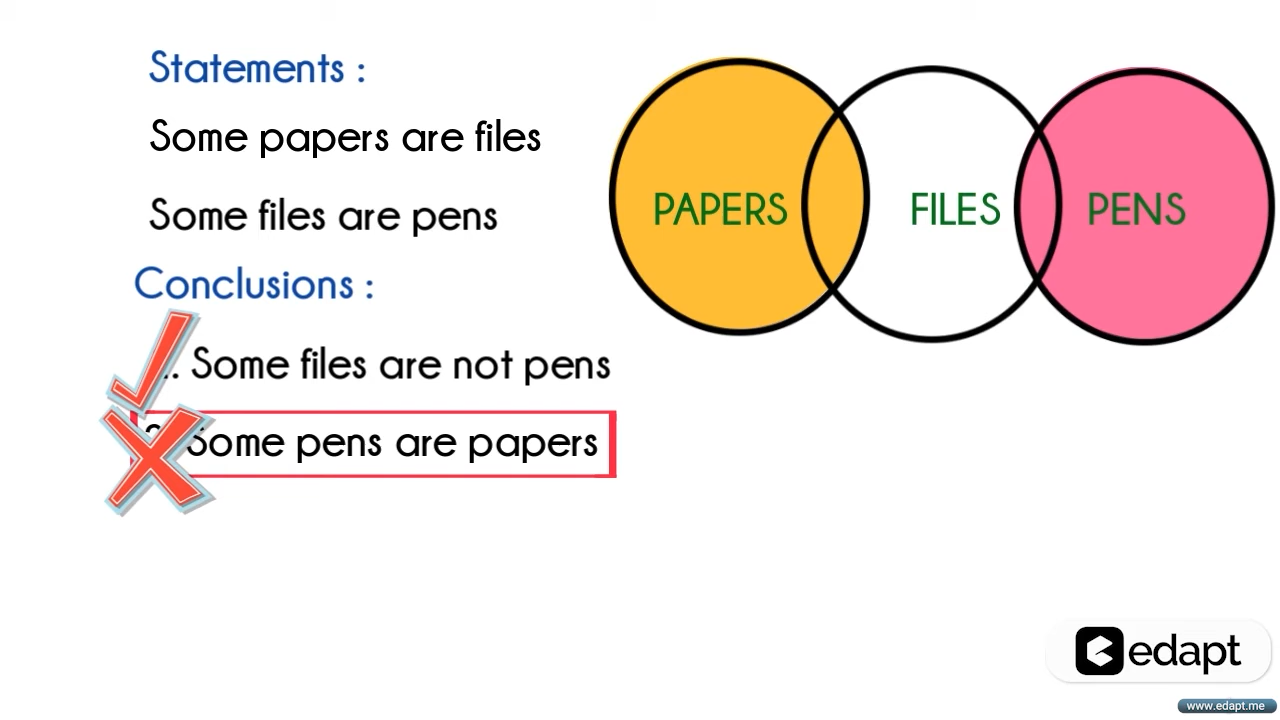 Statements :
Some papers are files
Some files are pens
Conclusions :
Some files are not pens
Some pens are papers
PAPERS
FILES
PENS
edapt
www.edapt.me